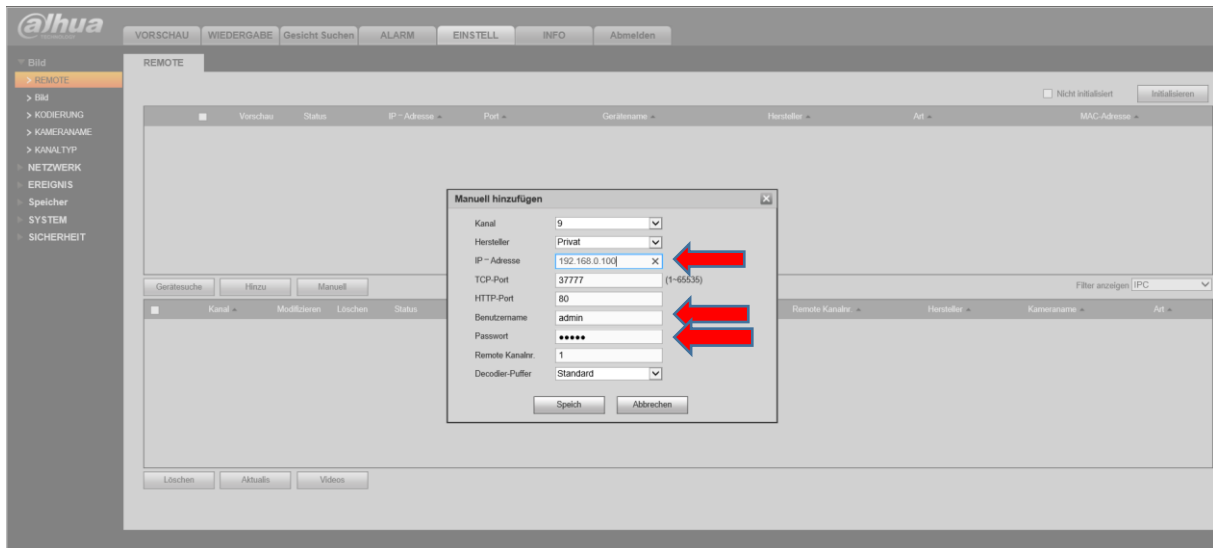 alhua
TECHNOLOGY
VORSCHAU WIEDERGABE Gesicht Suchen ALARM EINSTELL INFO Abmelden
Bild
> REMOTE
> Bild
> KODIERUNG
> KAMERANAME
> KANALTYP
NETZWERK
EREIGNIS
Speicher
SYSTEM
SICHERHEIT
REMOTE
Nicht initialisiert Initialisieren
Vorschau Status IP-Adresse Port Gerätename Hersteller Art MAC-Adresse
Manuell hinzufügen
Kanal 9
Hersteller Privat
IP-Adresse 192.168.0.100
TCP-Port 37777 (1~65535)
HTTP-Port 80
Benutzername admin
Passwort •••••
Remote Kanalnr. 1
Decodier-Puffer Standard
Speich Abbrechen
Gerätesuche Hinzu Manuell Filter anzeigen IPC
Kanal Modifizieren Löschen Status Remote Kanalnr. Hersteller Kameraname Art
Löschen Aktualis Videos